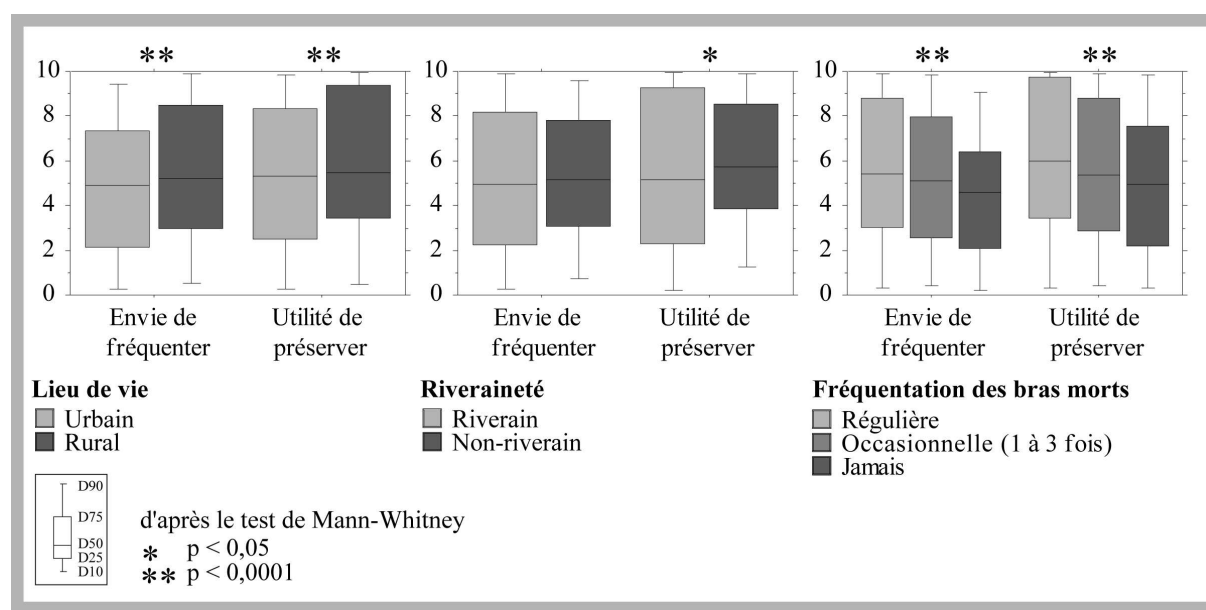 ** ** * ** **
10 10 10
8 8 8
6 6 6
4 4 4
2 2 2
0 0 0
Envie de fréquenter
Utilité de préserver
Envie de fréquenter
Utilité de préserver
Envie de fréquenter
Utilité de préserver
Lieu de vie
Urbain
Rural
Riveraineté
Riverain
Non-riverain
Fréquentation des bras morts
Régulière
Occasionnelle (1 à 3 fois)
Jamais
D90
D75
D50
D25
D10
d'après le test de Mann-Whitney
* p < 0,05
** p < 0,0001